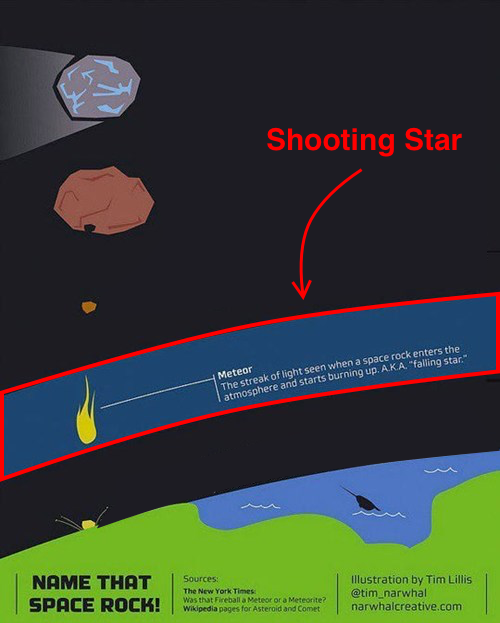 Shooting Star
Meteor
The streak of light seen when a space rock enters the
atmosphere and starts burning up. A.K.A. "falling star."
NAME THAT
SPACE ROCK!
Sources:
The New York Times:
Was that Fireball a Meteor or a Meteorite?
Wikipedia pages for Asteroid and Comet
Illustration by Tim Lillis
@tim_narwhal
narwhalcreative.com